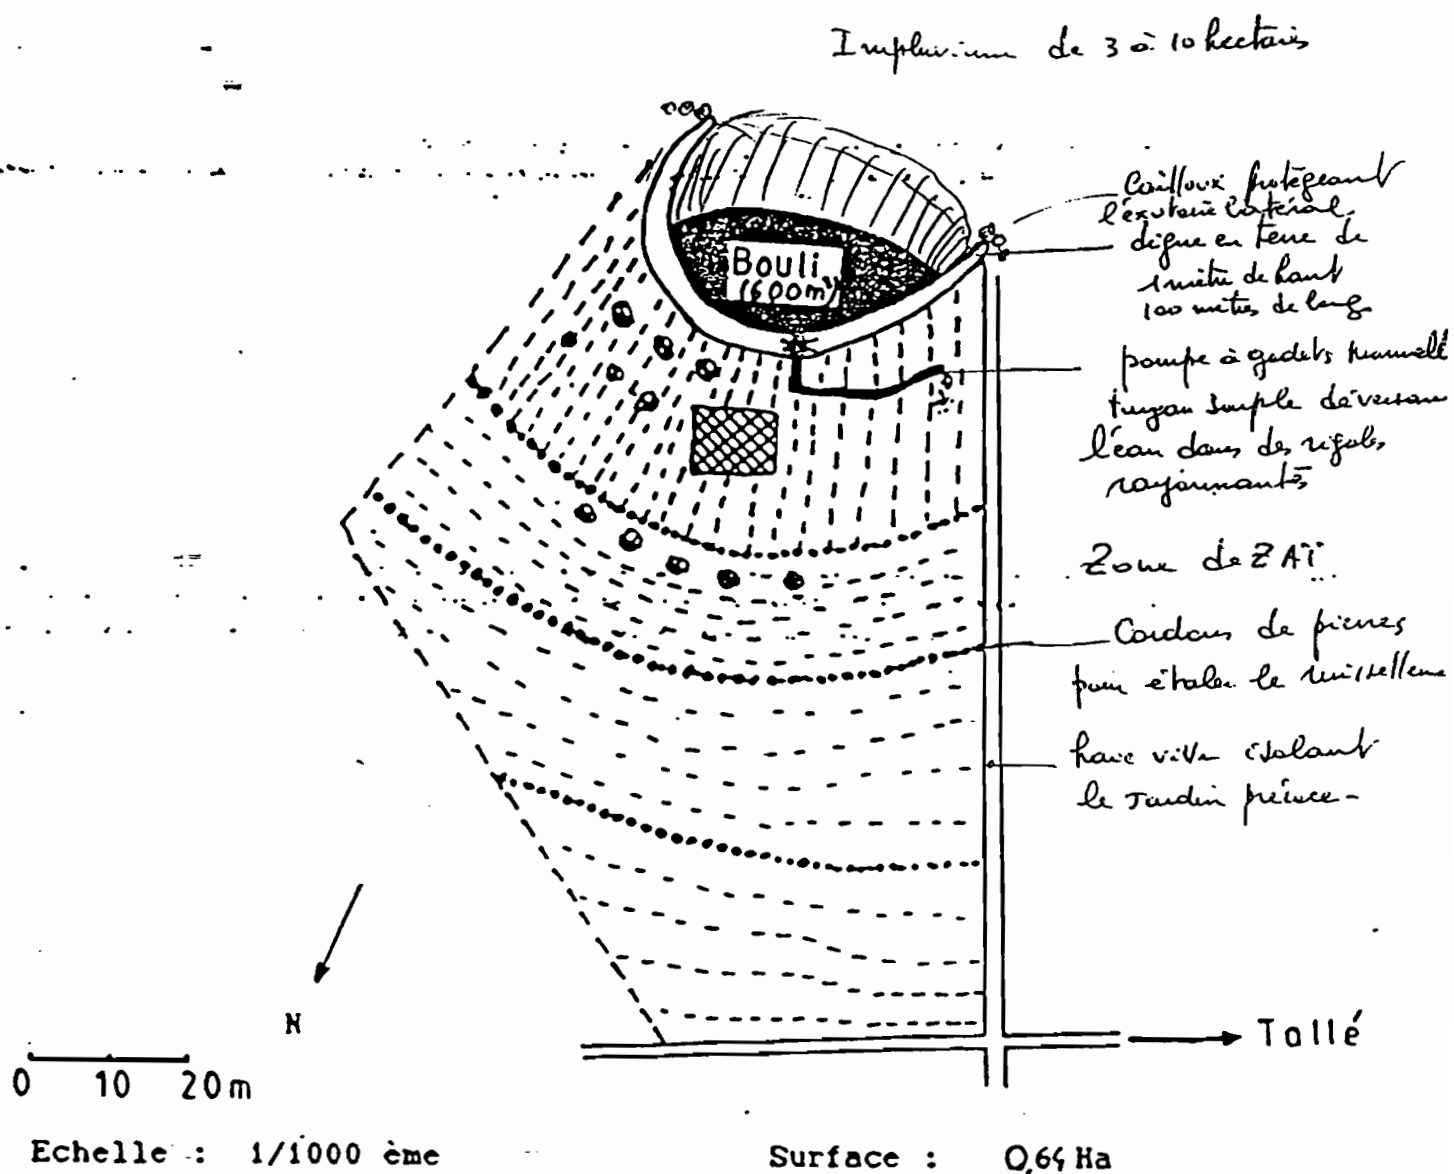 Impluvium de 3 à 10 hectares
Cailloux protégeant
l'exutoire latéral.
digue en terre de
1 mètre de haut
100 mètres de long
Bouli
(600m³)
pompe à godets manuelle
tuyau souple déversant
l'eau dans des rigoles
rayonnantes
Zone de ZAÏ
Cordons de pierres
pour étaler le ruisselleme
haie vive isolant
le jardin
N
Tallé
0 10 20m
Echelle : 1/1000 ème
Surface : 0,64 Ha